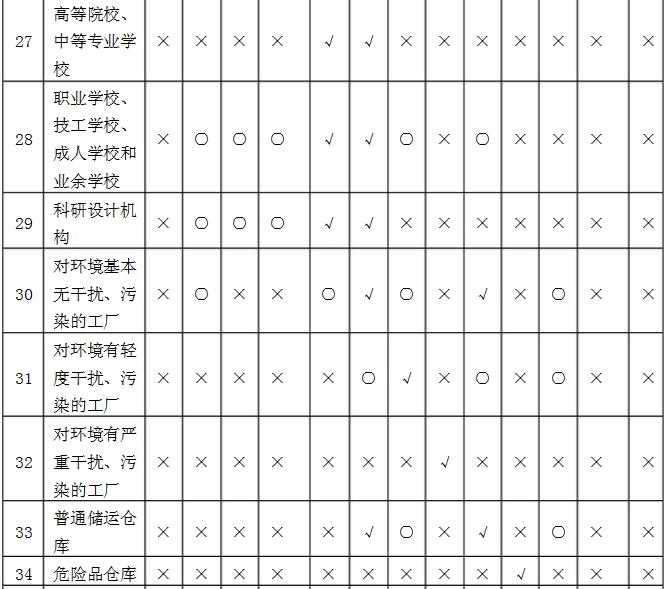 27 高等院校、中等专业学校 × × × × √ √ × × × × × × ×
28 职业学校、技工学校、成人学校和业余学校 × ○ ○ ○ √ √ ○ × ○ × × × ×
29 科研设计机构 × ○ ○ ○ √ √ × × × × × × ×
30 对环境基本无干扰、污染的工厂 × ○ × × ○ √ ○ × √ × ○ × ×
31 对环境有轻度干扰、污染的工厂 × × × × × ○ √ × ○ × ○ × ×
32 对环境有严重干扰、污染的工厂 × × × × × × × √ × × × × ×
33 普通储运仓库 × × × × × √ ○ × √ × ○ × ×
34 危险品仓库 × × × × × × × × × √ × × ×